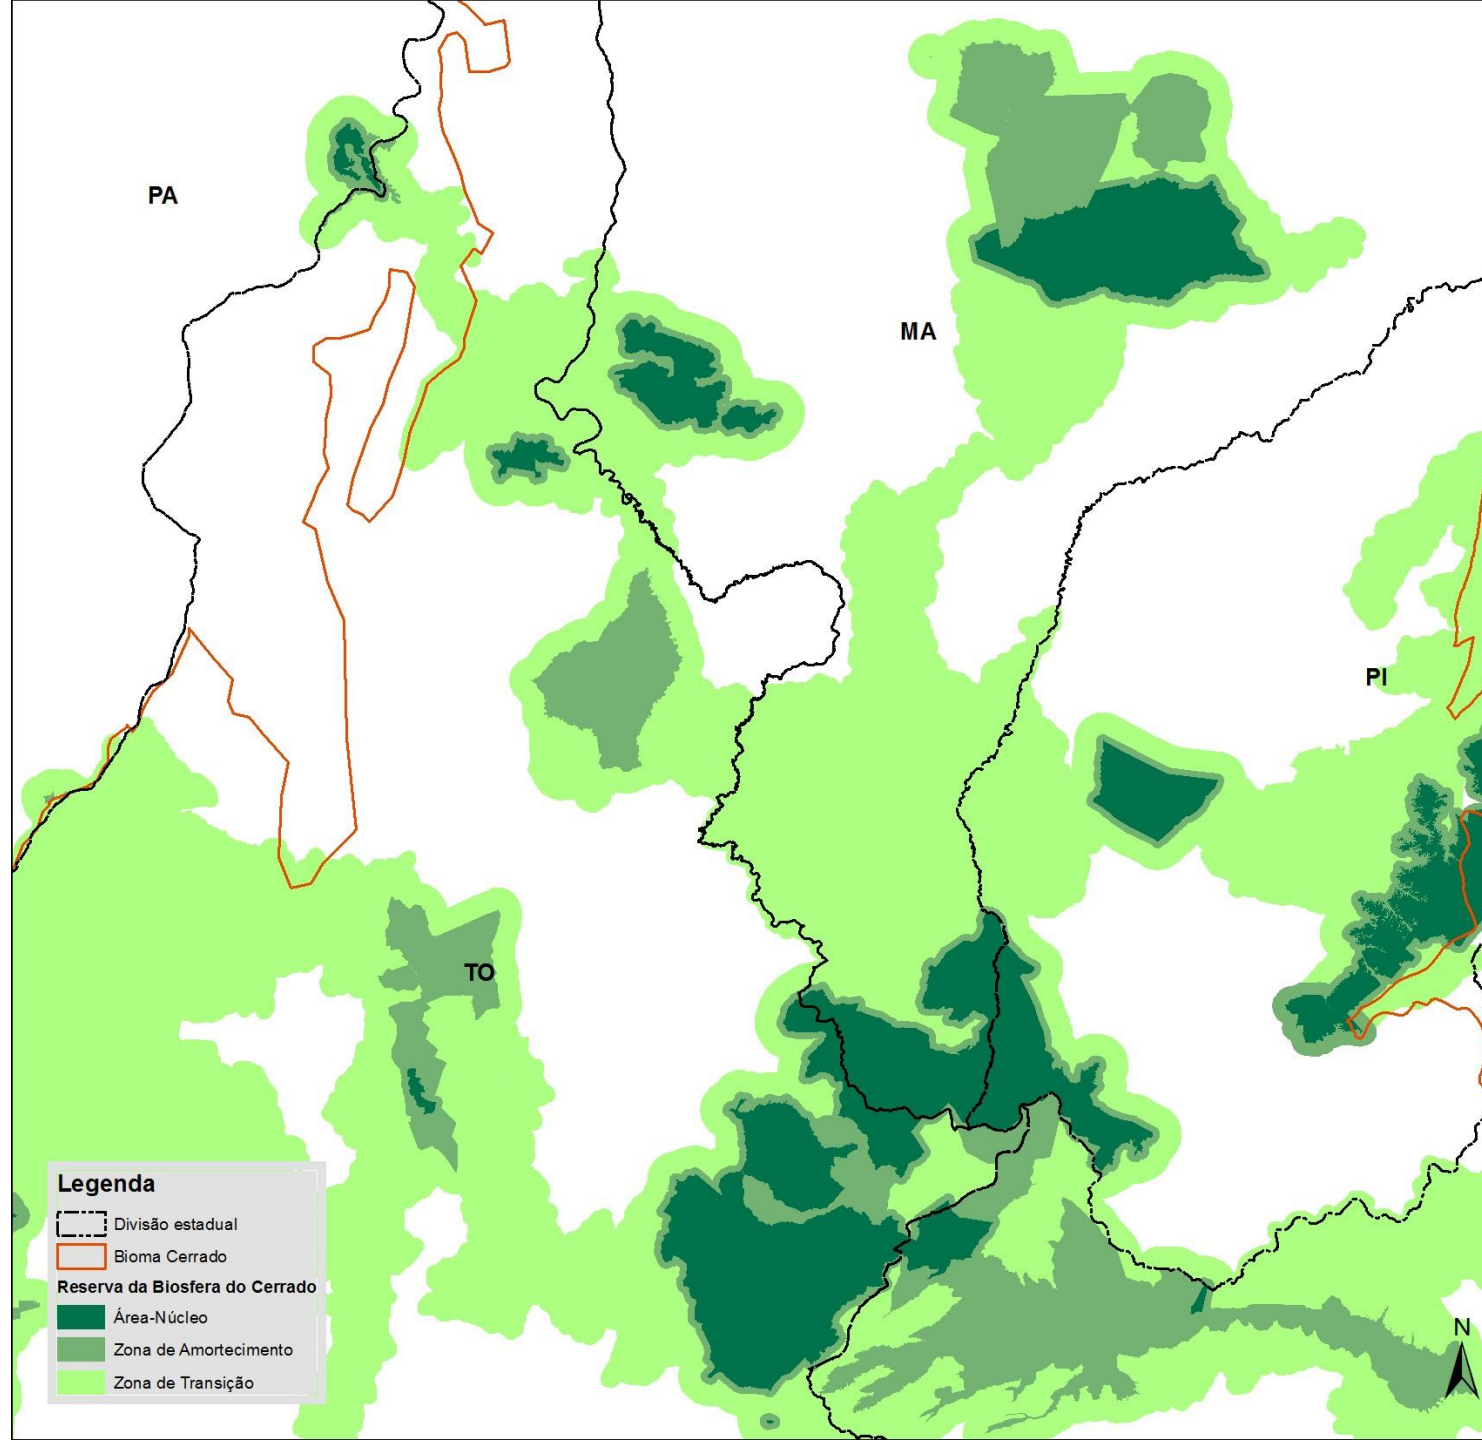 PA
MA
PI
TO
Legenda
Divisão estadual
Bioma Cerrado
Reserva da Biosfera do Cerrado
Área-Núcleo
Zona de Amortecimento
Zona de Transição
N